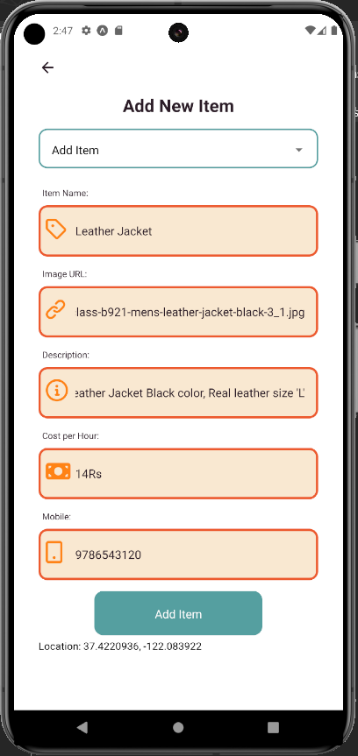 2:47
Add New Item
Add Item
Item Name:
Leather Jacket
Image URL:
lass-b921-mens-leather-jacket-black-3_1.jpg
Description:
eather Jacket Black color, Real leather size 'L'
Cost per Hour:
14Rs
Mobile:
9786543120
Add Item
Location: 37.4220936, -122.083922